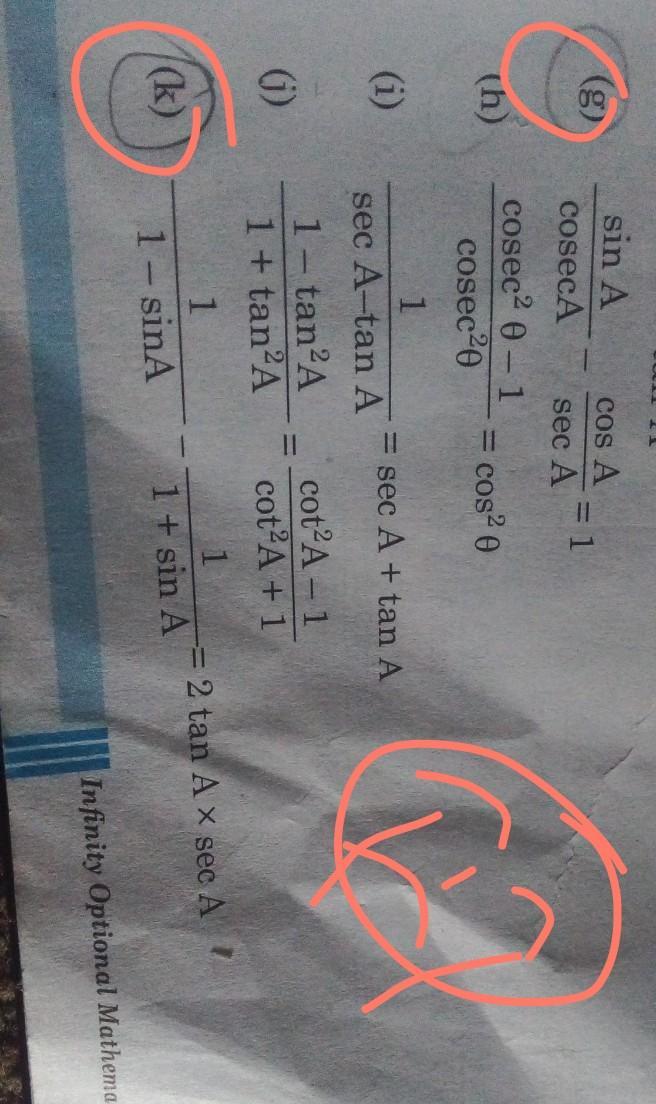 (g) sin A / cosecA − cos A / sec A = 1
(h) cosec² θ − 1 / cosec²θ = cos² θ
(i) 1 / sec A–tan A = sec A + tan A
(j) 1 − tan²A / 1 + tan²A = cot²A − 1 / cot²A + 1
(k) 1 / 1 − sinA − 1 / 1 + sin A = 2 tan A × sec A
Infinity Optional Mathema